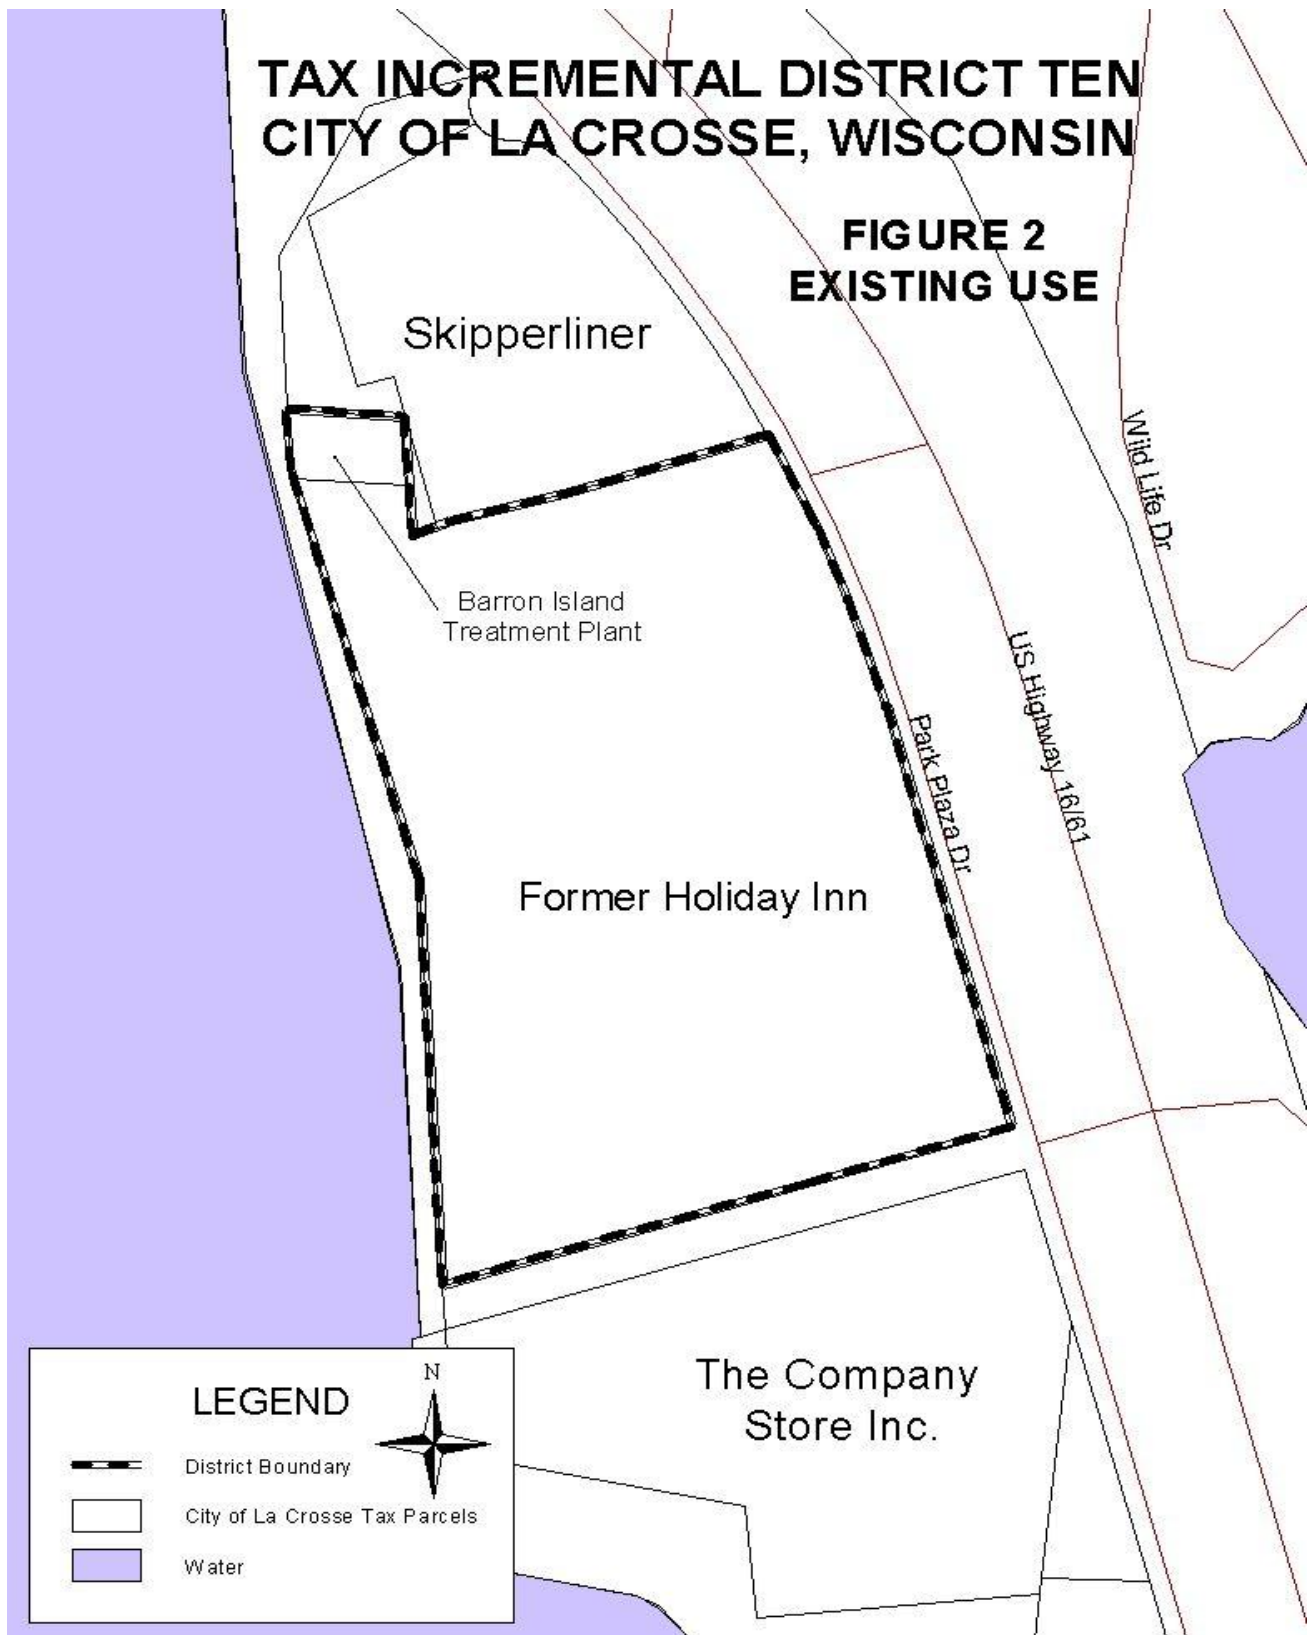 TAX INCREMENTAL DISTRICT TEN
CITY OF LA CROSSE, WISCONSIN
FIGURE 2
EXISTING USE
Skipperliner
Wild Life Dr
Barron Island
Treatment Plant
US Highway 16/61
Park Plaza Dr
Former Holiday Inn
The Company
Store Inc.
N
LEGEND
District Boundary
City of La Crosse Tax Parcels
Water